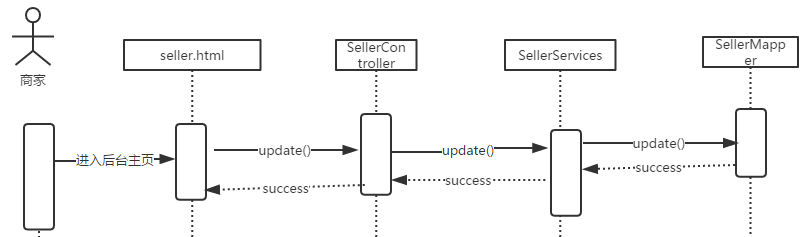 商家
seller.html
SellerCon
troller
SellerServices
SellerMapp
er
进入后台主页
update()
update()
update()
success
success
success